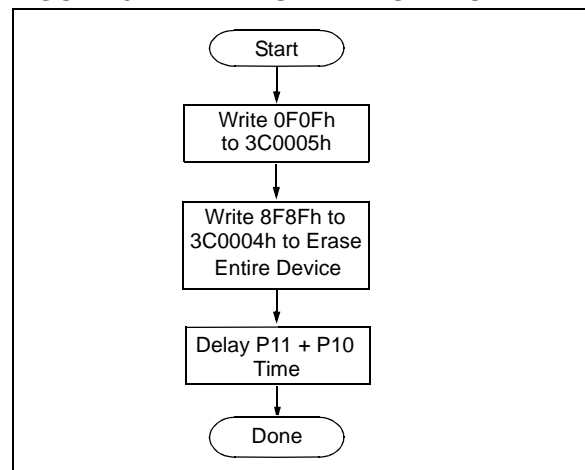 Start
Write 0F0Fh
to 3C0005h
Write 8F8Fh to
3C0004h to Erase
Entire Device
Delay P11 + P10
Time
Done